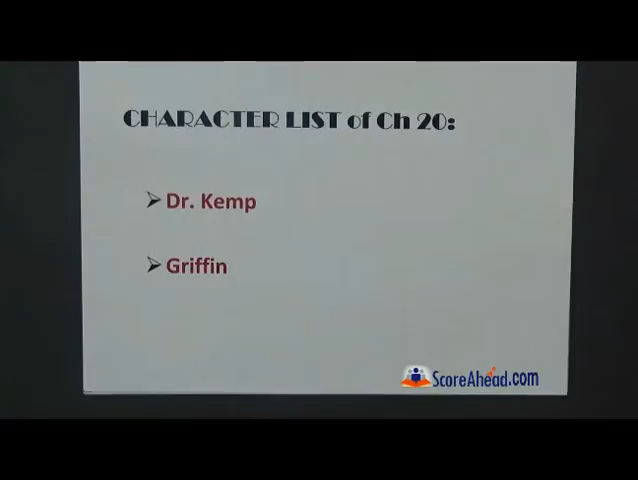 CHARACTER LIST of Ch 20:
Dr. Kemp
Griffin
ScoreAhead.com